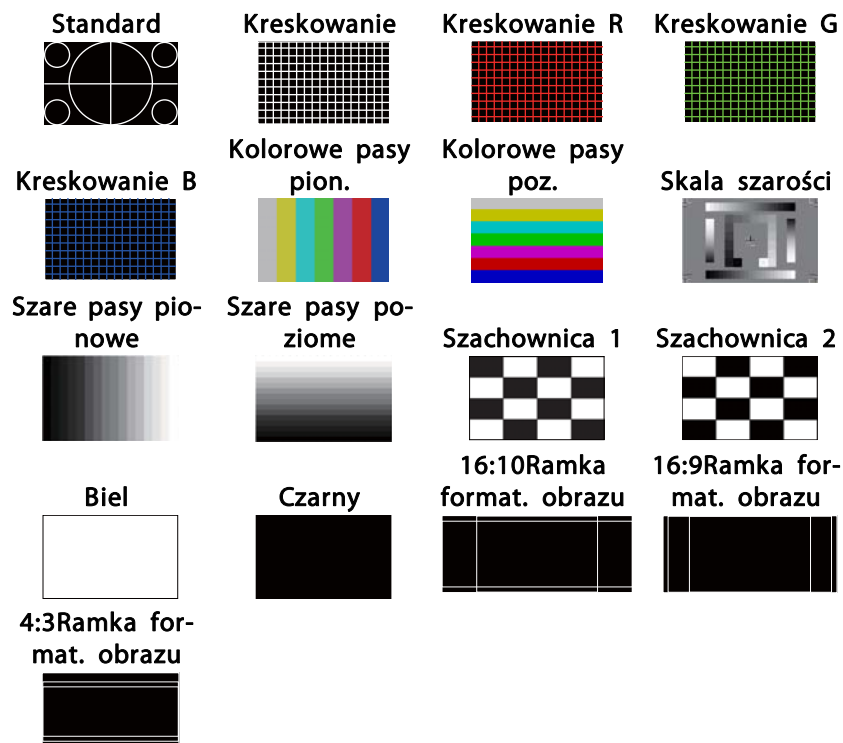 Standard
Kreskowanie
Kreskowanie R
Kreskowanie G
Kreskowanie B
Kolorowe pasy
pion.
Kolorowe pasy
poz.
Skala szarości
Szare pasy pio-
nowe
Szare pasy po-
ziome
Szachownica 1
Szachownica 2
Biel
Czarny
16:10Ramka
format. obrazu
16:9Ramka for-
mat. obrazu
4:3Ramka for-
mat. obrazu